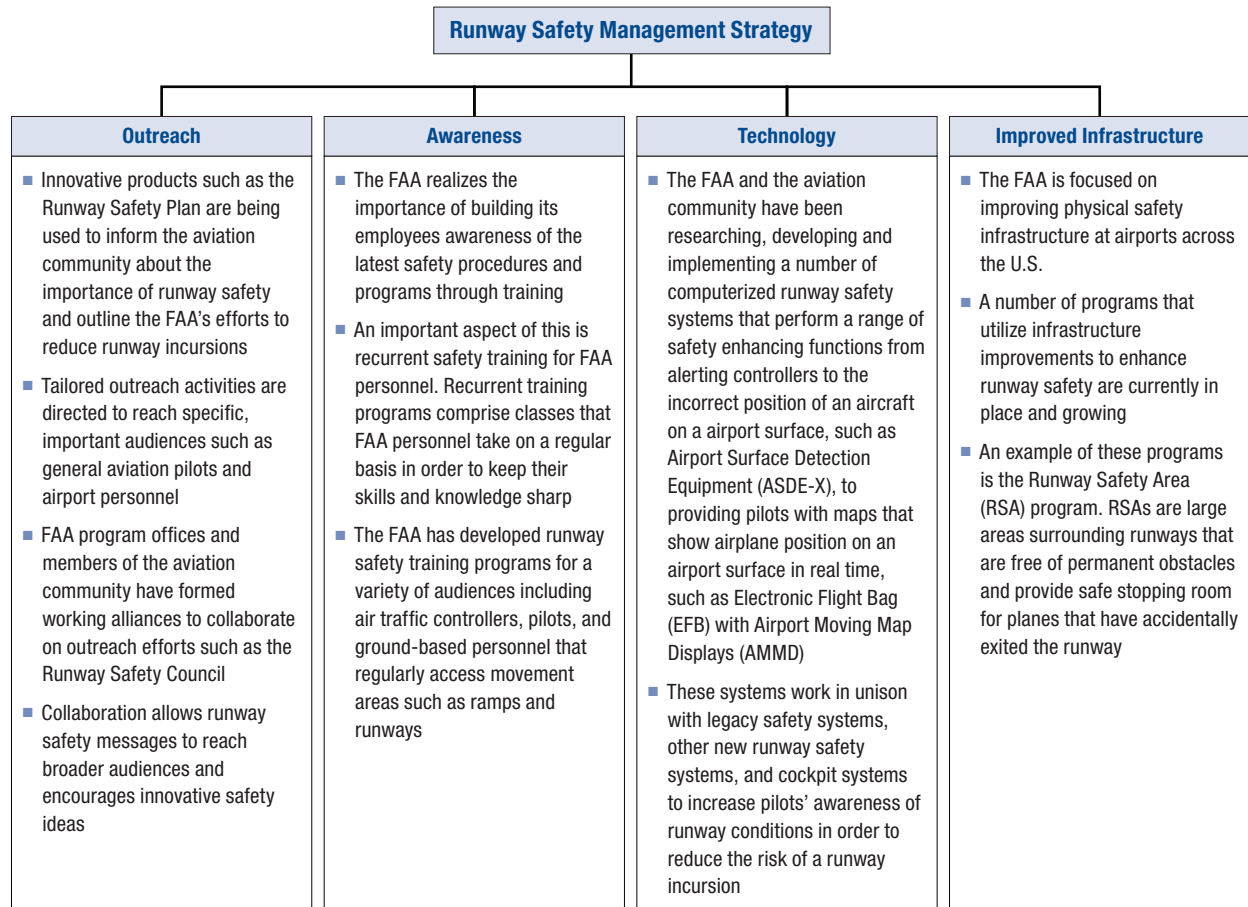 Runway Safety Management Strategy
Outreach
■ Innovative products such as the
Runway Safety Plan are being
used to inform the aviation
community about the
importance of runway safety
and outline the FAA’s efforts to
reduce runway incursions
■ Tailored outreach activities are
directed to reach specific,
important audiences such as
general aviation pilots and
airport personnel
■ FAA program offices and
members of the aviation
community have formed
working alliances to collaborate
on outreach efforts such as the
Runway Safety Council
■ Collaboration allows runway
safety messages to reach
broader audiences and
encourages innovative safety
ideas
Awareness
■ The FAA realizes the
importance of building its
employees awareness of the
latest safety procedures and
programs through training
■ An important aspect of this is
recurrent safety training for FAA
personnel. Recurrent training
programs comprise classes that
FAA personnel take on a regular
basis in order to keep their
skills and knowledge sharp
■ The FAA has developed runway
safety training programs for a
variety of audiences including
air traffic controllers, pilots, and
ground-based personnel that
regularly access movement
areas such as ramps and
runways
Technology
■ The FAA and the aviation
community have been
researching, developing and
implementing a number of
computerized runway safety
systems that perform a range of
safety enhancing functions from
alerting controllers to the
incorrect position of an aircraft
on a airport surface, such as
Airport Surface Detection
Equipment (ASDE-X), to
providing pilots with maps that
show airplane position on an
airport surface in real time,
such as Electronic Flight Bag
(EFB) with Airport Moving Map
Displays (AMMD)
■ These systems work in unison
with legacy safety systems,
other new runway safety
systems, and cockpit systems
to increase pilots’ awareness of
runway conditions in order to
reduce the risk of a runway
incursion
Improved Infrastructure
■ The FAA is focused on
improving physical safety
infrastructure at airports across
the U.S.
■ A number of programs that
utilize infrastructure
improvements to enhance
runway safety are currently in
place and growing
■ An example of these programs
is the Runway Safety Area
(RSA) program. RSAs are large
areas surrounding runways that
are free of permanent obstacles
and provide safe stopping room
for planes that have accidentally
exited the runway